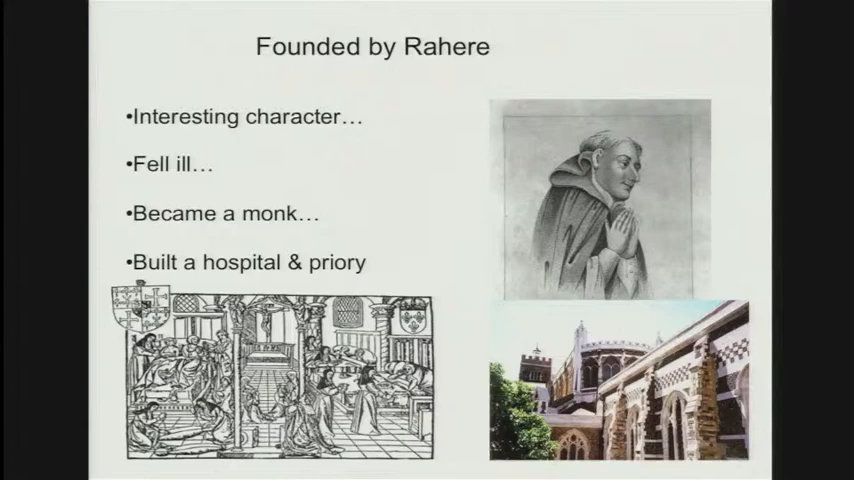 Founded by Rahere
•Interesting character…
•Fell ill…
•Became a monk…
•Built a hospital & priory